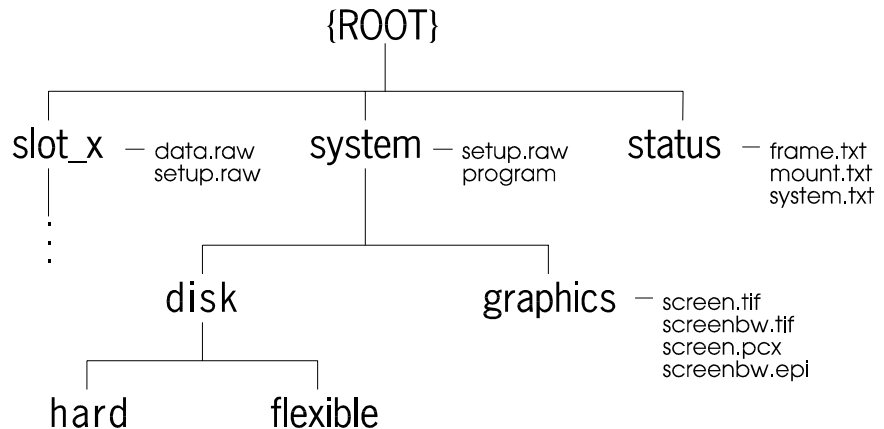 {ROOT}
slot_x – data.raw
setup.raw
system – setup.raw
program
status – frame.txt
mount.txt
system.txt
disk
graphics – screen.tif
screenbw.tif
screen.pcx
screenbw.epi
hard
flexible